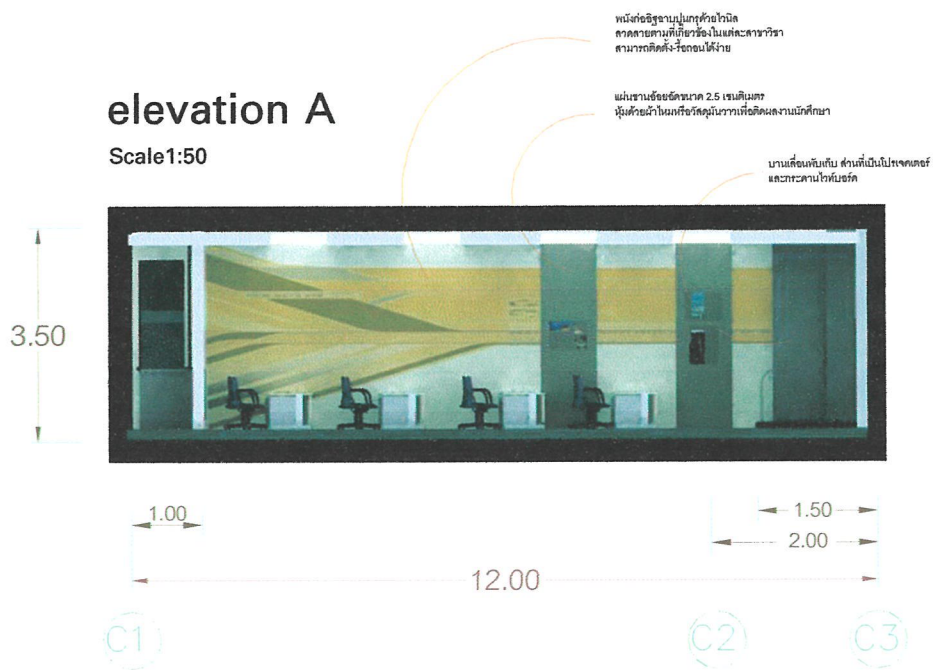 ผนังก่ออิฐฉาบปูนกรุด้วยไวนิล
ลวดลายตามที่เกี่ยวข้องในแต่ละสาขาวิชา
สามารถติดตั้ง-รื้อถอนได้ง่าย
elevation A
Scale1:50
แผ่นชานอ้อยอัดขนาด 2.5 เซนติเมตร
หุ้มด้วยผ้าไหมหรือวัสดุมันวาวเพื่อติดผลงานนักศึกษา
บานเลื่อนพับเก็บ ส่วนที่เป็นโปรเจคเตอร์
และกระดานไวท์บอร์ด
3.50
1.00
1.50
2.00
12.00
C1
C2
C3